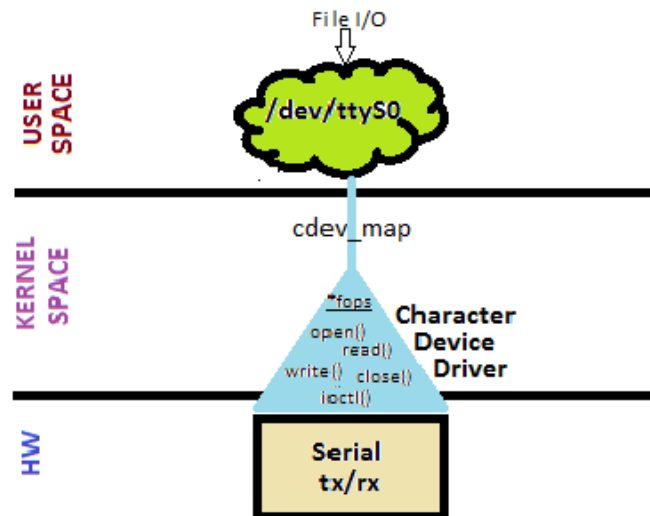 File I/O
/dev/ttyS0
USER
SPACE
cdev_map
KERNEL
SPACE
*fops
open()
read()
write()
close()
ioctl()
Character
Device
Driver
HW
Serial
tx/rx